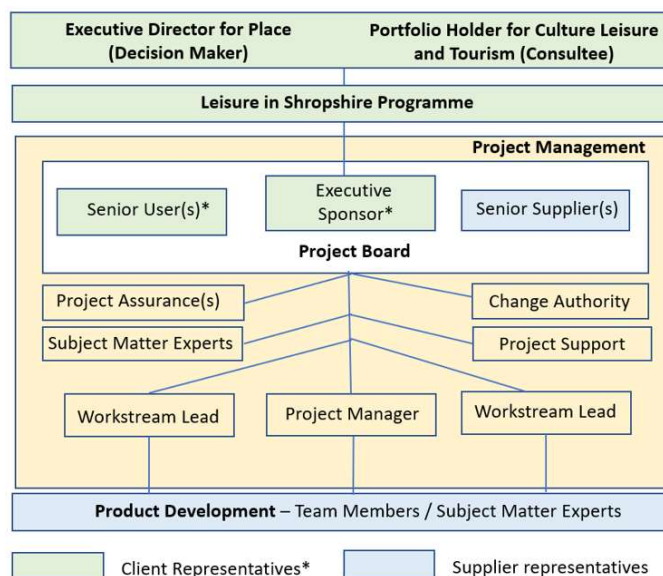 Executive Director for Place
(Decision Maker)
Portfolio Holder for Culture Leisure
and Tourism (Consultee)
Leisure in Shropshire Programme
Project Management
Senior User(s)*
Executive
Sponsor*
Senior Supplier(s)
Project Board
Project Assurance(s)
Change Authority
Subject Matter Experts
Project Support
Workstream Lead
Project Manager
Workstream Lead
Product Development – Team Members / Subject Matter Experts
Client Representatives*
Supplier representatives